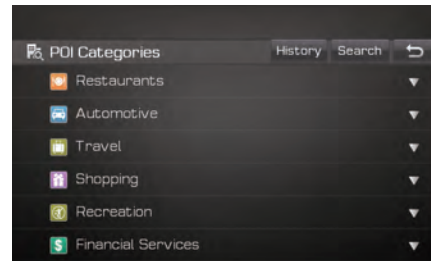 POI Categories History Search
Restaurants
Automotive
Travel
Shopping
Recreation
$ Financial Services